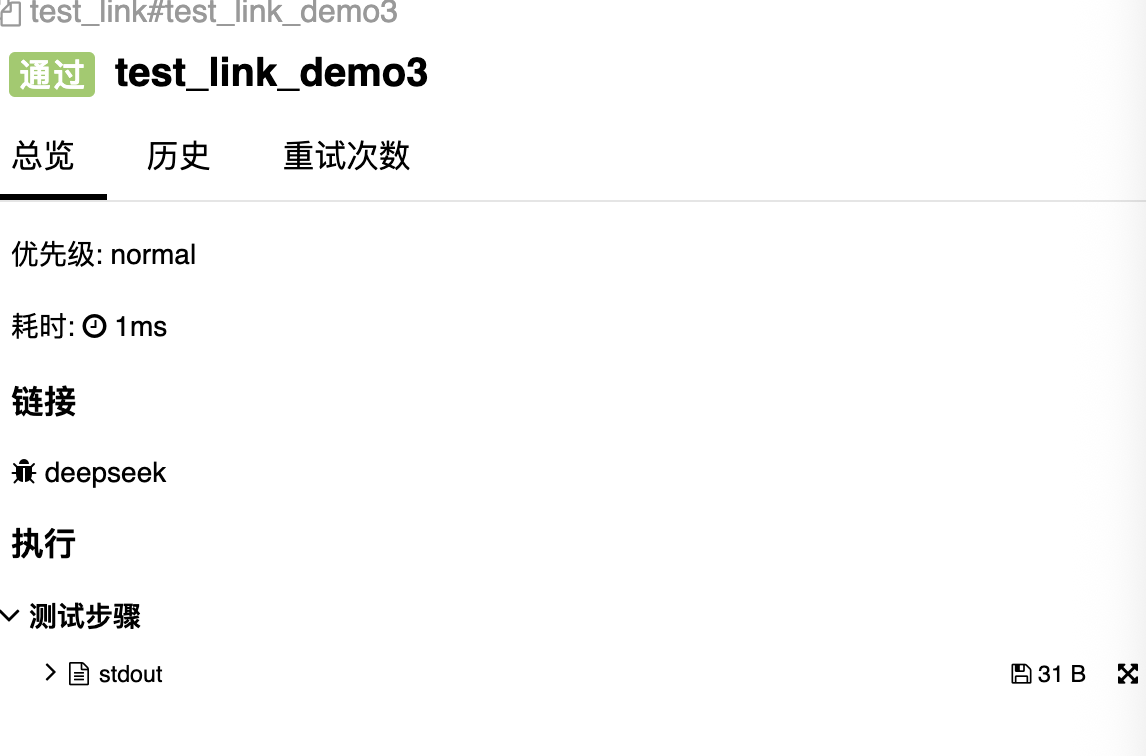 test_link#test_link_demo3
通过 test_link_demo3
总览 历史 重试次数
优先级: normal
耗时: 1ms
链接
deepseek
执行
测试步骤
stdout 31 B